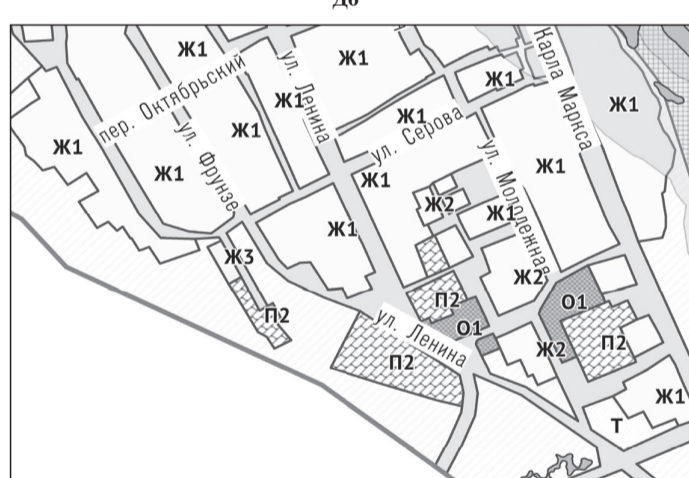 До
Ж1
Ж1
Ж1
Ж1
пер. Октябрьский
ул. Ленина
Карла Маркса
Ж1
Ж1
Ж1
ул. Серова
Ж1
Ж1
ул. Фрунзе
Ж1
Ж1
ул. Молодежная
Ж1
Ж2
Ж1
Ж1
Ж3
Ж2
П2
П2
О1
О1
ул. Ленина
П2
Ж2
П2
Ж1
Т